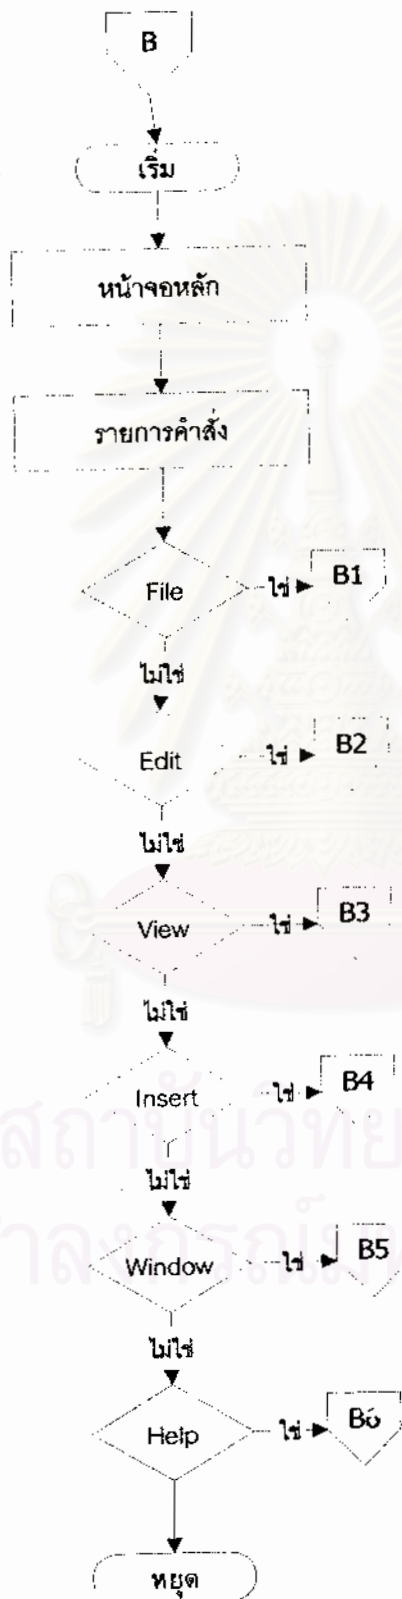 B
เริ่ม
หน้าจอหลัก
รายการคำสั่ง
File ใช่ B1
ไม่ใช่
Edit ใช่ B2
ไม่ใช่
View ใช่ B3
ไม่ใช่
Insert ใช่ B4
ไม่ใช่
Window ใช่ B5
ไม่ใช่
Help ใช่ B6
หยุด